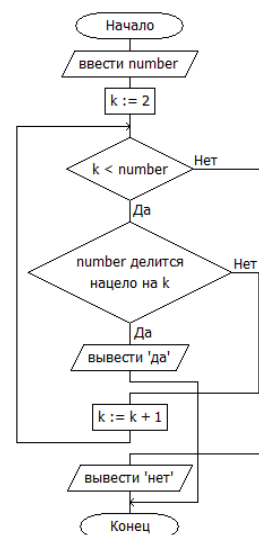 Начало
ввести number
k := 2
k < number
Нет
Да
number делится
нацело на k
Нет
Да
вывести 'да'
k := k + 1
вывести 'нет'
Конец